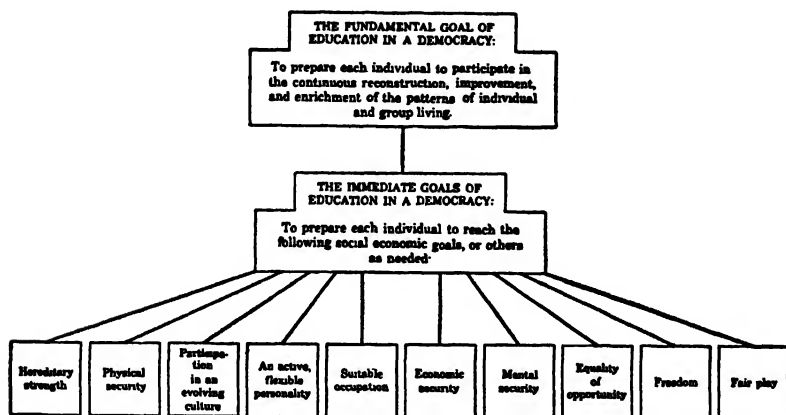 THE FUNDAMENTAL GOAL OF
EDUCATION IN A DEMOCRACY:
To prepare each individual to participate in
the continuous reconstruction, improvement,
and enrichment of the patterns of individual
and group living.
THE IMMEDIATE GOALS OF
EDUCATION IN A DEMOCRACY:
To prepare each individual to reach the
following social economic goals, or others
as needed:
Hereditary
strength
Physical
security
Participa-
tion
in an
evolving
culture
An active,
flexible
personality
Suitable
occupation
Economic
security
Mental
security
Equality
of
opportunity
Freedom
Fair play